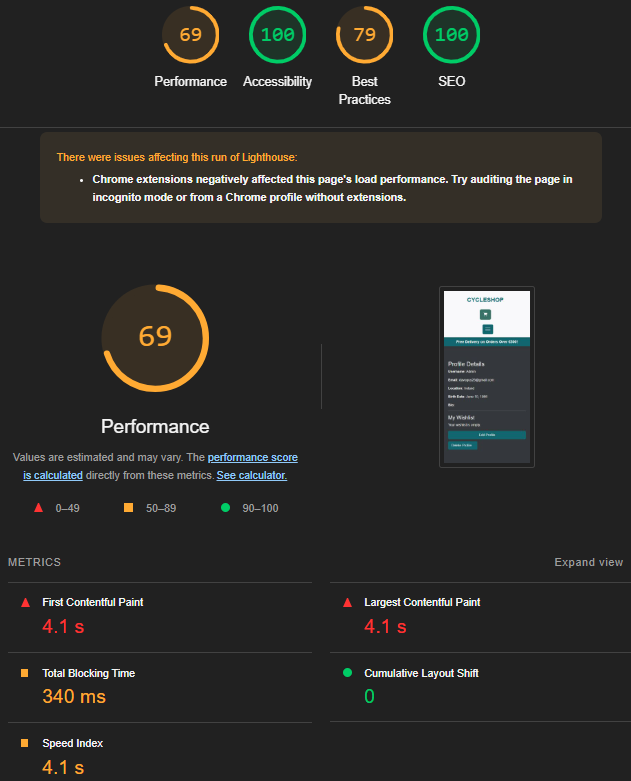 69
100
79
100
Performance
Accessibility
Best
Practices
SEO
There were issues affecting this run of Lighthouse:
• Chrome extensions negatively affected this page's load performance. Try auditing the page in
incognito mode or from a Chrome profile without extensions.
69
Performance
Values are estimated and may vary. The performance score
is calculated directly from these metrics. See calculator.
0–49
50–89
90–100
CYCLESHOP
Free Delivery on Orders Over
Profile Details
Username: Admin
Email:
Location: Ireland
Birth Date:
Bio:
My Wishlist
Your wishlist is empty
Edit Profile
Delete Profile
METRICS
Expand view
First Contentful Paint
4.1 s
Largest Contentful Paint
4.1 s
Total Blocking Time
340 ms
Cumulative Layout Shift
0
Speed Index
4.1 s